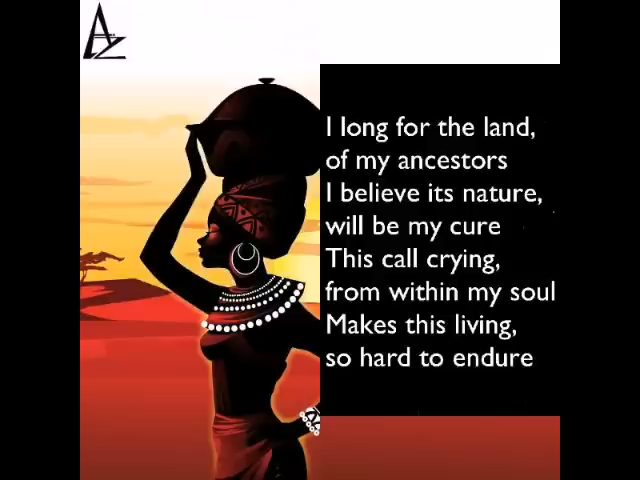 AZ
I long for the land,
of my ancestors
I believe its nature,
will be my cure
This call crying,
from within my soul
Makes this living,
so hard to endure